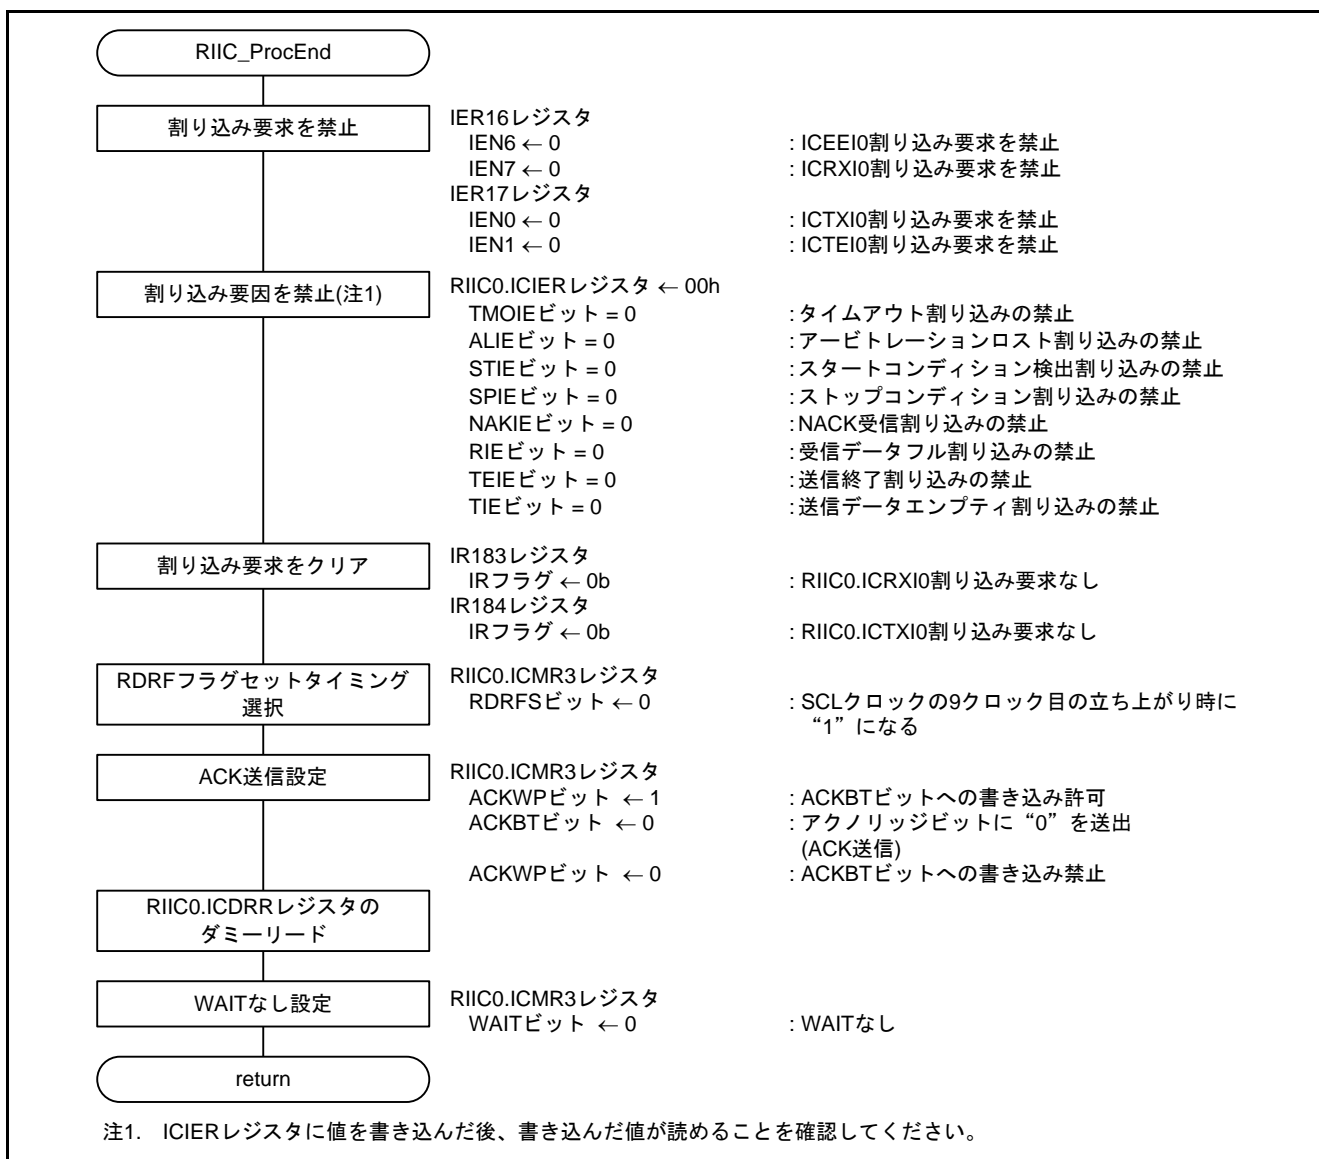 RIIC_ProcEnd
割り込み要求を禁止
IER16レジスタ
IEN6 ← 0 : ICEEI0割り込み要求を禁止
IEN7 ← 0 : ICRXI0割り込み要求を禁止
IER17レジスタ
IEN0 ← 0 : ICTXI0割り込み要求を禁止
IEN1 ← 0 : ICTEI0割り込み要求を禁止
割り込み要因を禁止(注1)
RIIC0.ICIERレジスタ ← 00h
TMOIEビット = 0 : タイムアウト割り込みの禁止
ALIEビット = 0 : アービトレーションロスト割り込みの禁止
STIEビット = 0 : スタートコンディション検出割り込みの禁止
SPIEビット = 0 : ストップコンディション割り込みの禁止
NAKIEビット = 0 : NACK受信割り込みの禁止
RIEビット = 0 : 受信データフル割り込みの禁止
TEIEビット = 0 : 送信終了割り込みの禁止
TIEビット = 0 : 送信データエンプティ割り込みの禁止
割り込み要求をクリア
IR183レジスタ
IRフラグ ← 0b : RIIC0.ICRXI0割り込み要求なし
IR184レジスタ
IRフラグ ← 0b : RIIC0.ICTXI0割り込み要求なし
RDRFフラグセットタイミング
選択
RIIC0.ICMR3レジスタ
RDRFSビット ← 0 : SCLクロックの9クロック目の立ち上がり時に
“1”になる
ACK送信設定
RIIC0.ICMR3レジスタ
ACKWPビット ← 1 : ACKBTビットへの書き込み許可
ACKBTビット ← 0 : アクノリッジビットに“0”を送出
(ACK送信)
ACKWPビット ← 0 : ACKBTビットへの書き込み禁止
RIIC0.ICDRRレジスタの
ダミーリード
WAITなし設定
RIIC0.ICMR3レジスタ
WAITビット ← 0 : WAITなし
return
注1. ICIERレジスタに値を書き込んだ後、書き込んだ値が読めることを確認してください。